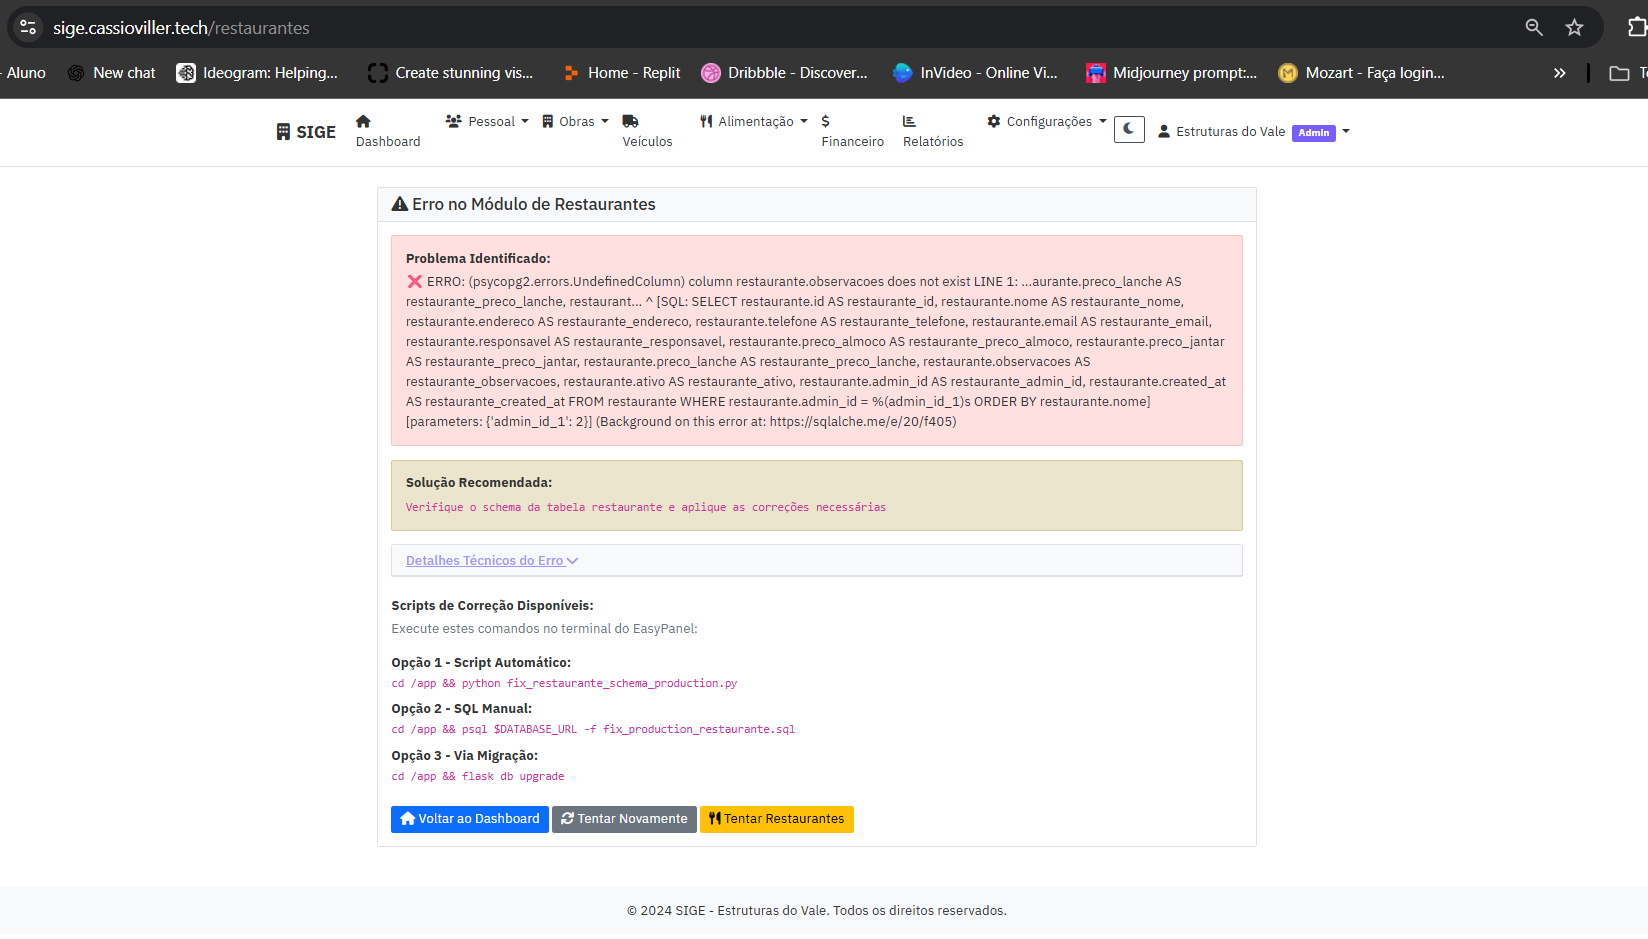 sige.cassioviller.tech/restaurantes
Aluno New chat Ideogram: Helping... Create stunning vis... Home - Replit Dribbble - Discover... InVideo - Online Vi... Midjourney prompt:... Mozart - Faça login... »
SIGE
Dashboard
Pessoal
Obras
Veículos
Alimentação
Financeiro
Relatórios
Configurações
Estruturas do Vale Admin
Erro no Módulo de Restaurantes
Problema Identificado:
❌ ERRO: (psycopg2.errors.UndefinedColumn) column restaurante.observacoes does not exist LINE 1: ...aurante.preco_lanche AS
restaurante_preco_lanche, restaurant... ^ [SQL: SELECT restaurante.id AS restaurante_id, restaurante.nome AS restaurante_nome,
restaurante.endereco AS restaurante_endereco, restaurante.telefone AS restaurante_telefone, restaurante.email AS restaurante_email,
restaurante.responsavel AS restaurante_responsavel, restaurante.preco_almoco AS restaurante_preco_almoco, restaurante.preco_jantar
AS restaurante_preco_jantar, restaurante.preco_lanche AS restaurante_preco_lanche, restaurante.observacoes AS
restaurante_observacoes, restaurante.ativo AS restaurante_ativo, restaurante.admin_id AS restaurante_admin_id, restaurante.created_at
AS restaurante_created_at FROM restaurante WHERE restaurante.admin_id = %(admin_id_1)s ORDER BY restaurante.nome]
[parameters: {'admin_id_1': 2}] (Background on this error at: https://sqlalche.me/e/20/f405)
Solução Recomendada:
Verifique o schema da tabela restaurante e aplique as correções necessárias
Detalhes Técnicos do Erro
Scripts de Correção Disponíveis:
Execute estes comandos no terminal do EasyPanel:
Opção 1 - Script Automático:
cd /app && python fix_restaurante_schema_production.py
Opção 2 - SQL Manual:
cd /app && psql $DATABASE_URL -f fix_production_restaurante.sql
Opção 3 - Via Migração:
cd /app && flask db upgrade
Voltar ao Dashboard Tentar Novamente Tentar Restaurantes
© 2024 SIGE - Estruturas do Vale. Todos os direitos reservados.